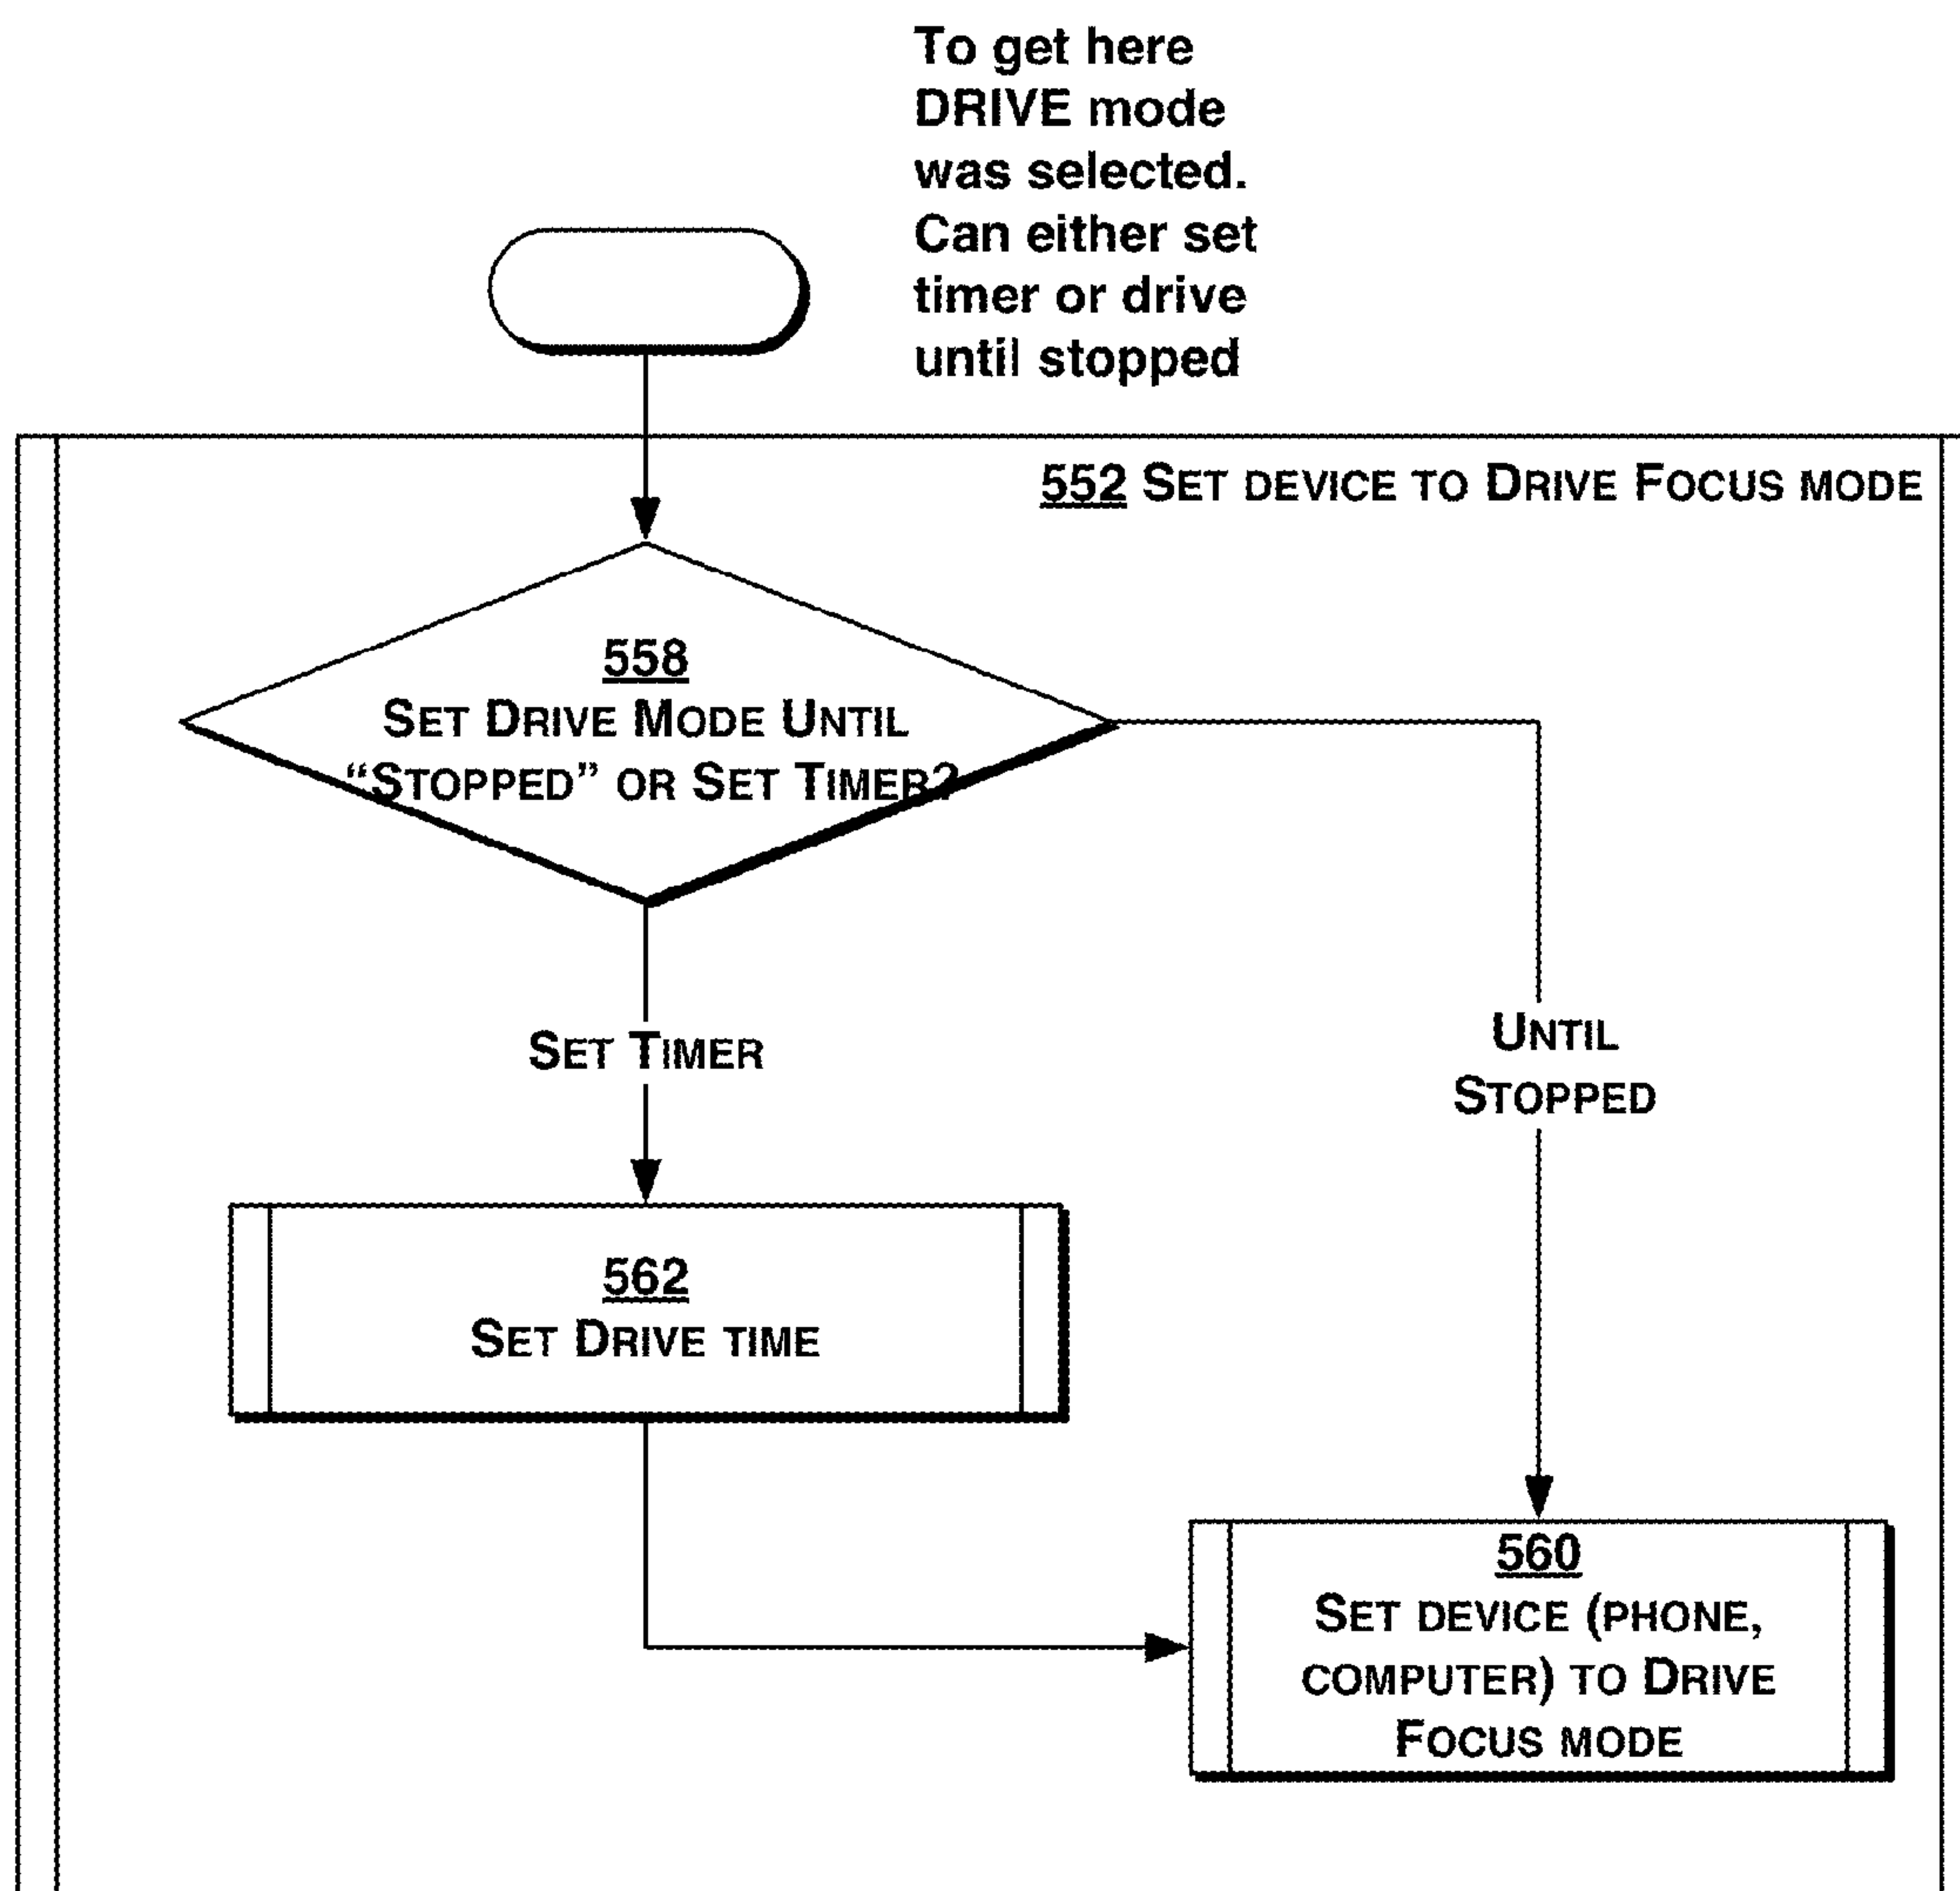 To get here
DRIVE mode
was selected.
Can either set
timer or drive
until stopped
552 SET DEVICE TO DRIVE FOCUS MODE
558
SET DRIVE MODE UNTIL
“STOPPED” OR SET TIMER?
SET TIMER
UNTIL
STOPPED
562
SET DRIVE TIME
560
SET DEVICE (PHONE,
COMPUTER) TO DRIVE
FOCUS MODE